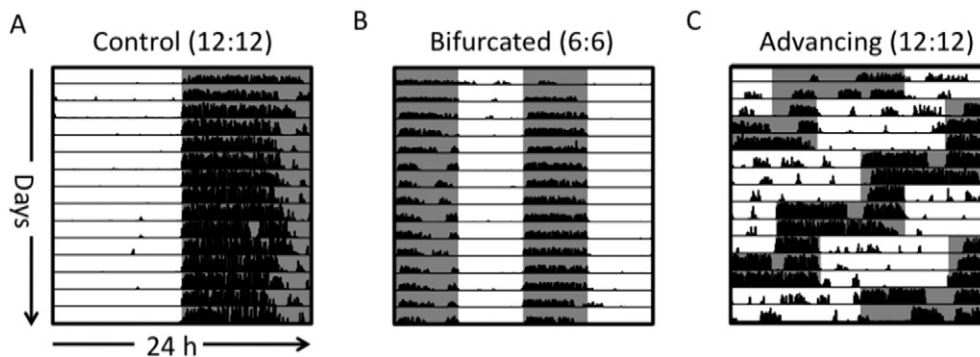 A
Control (12:12)
B
Bifurcated (6:6)
C
Advancing (12:12)
Days
24 h